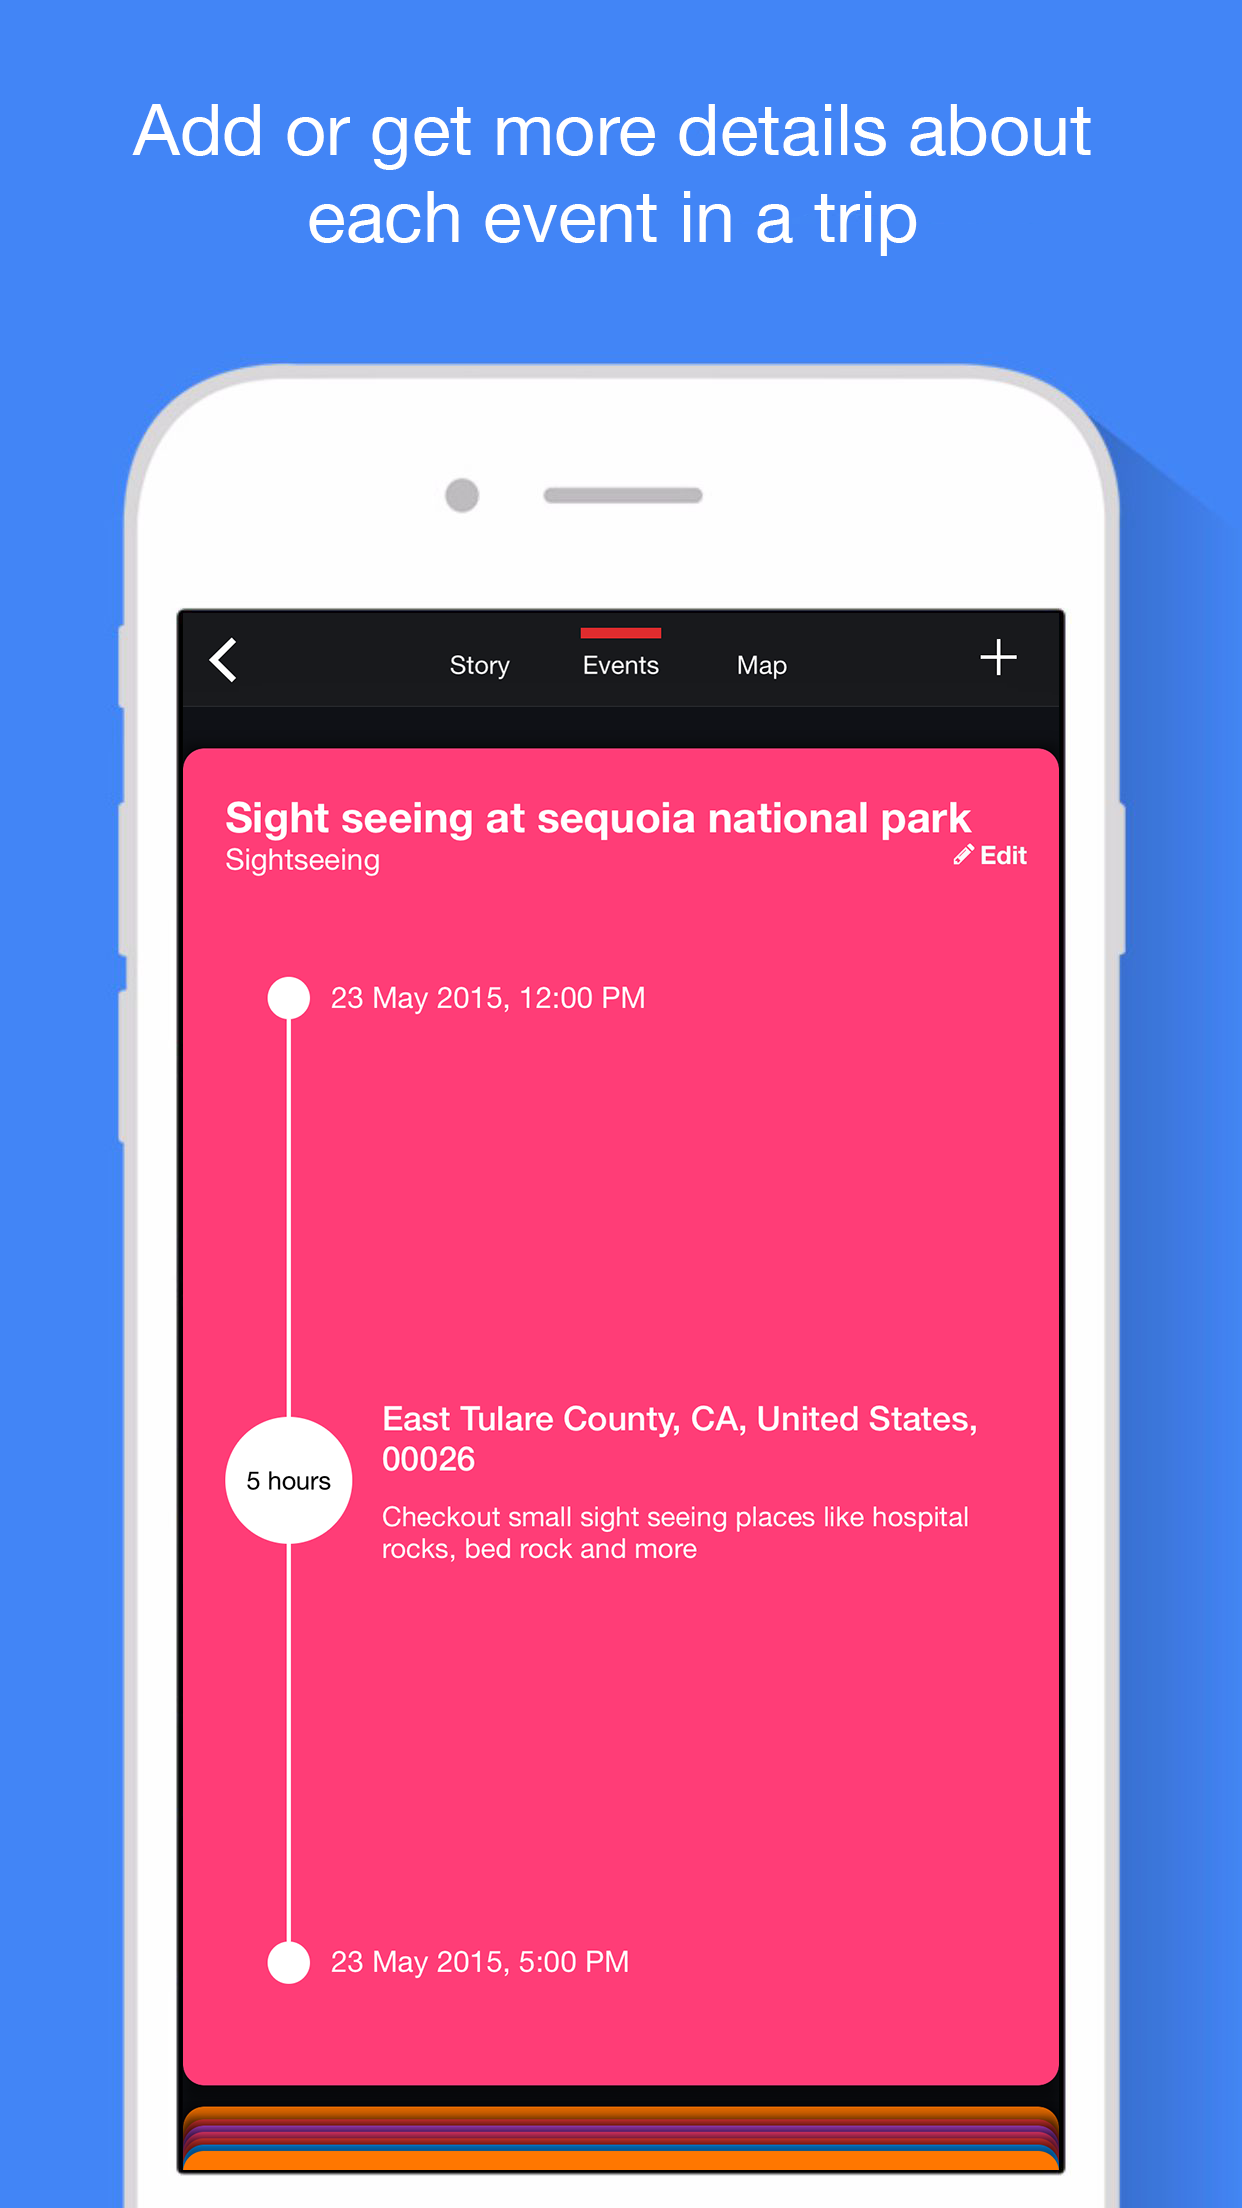 Add or get more details about
each event in a trip
Story Events Map
Sight seeing at sequoia national park
Sightseeing
Edit
23 May 2015, 12:00 PM
East Tulare County, CA, United States,
00026
5 hours
Checkout small sight seeing places like hospital
rocks, bed rock and more
23 May 2015, 5:00 PM